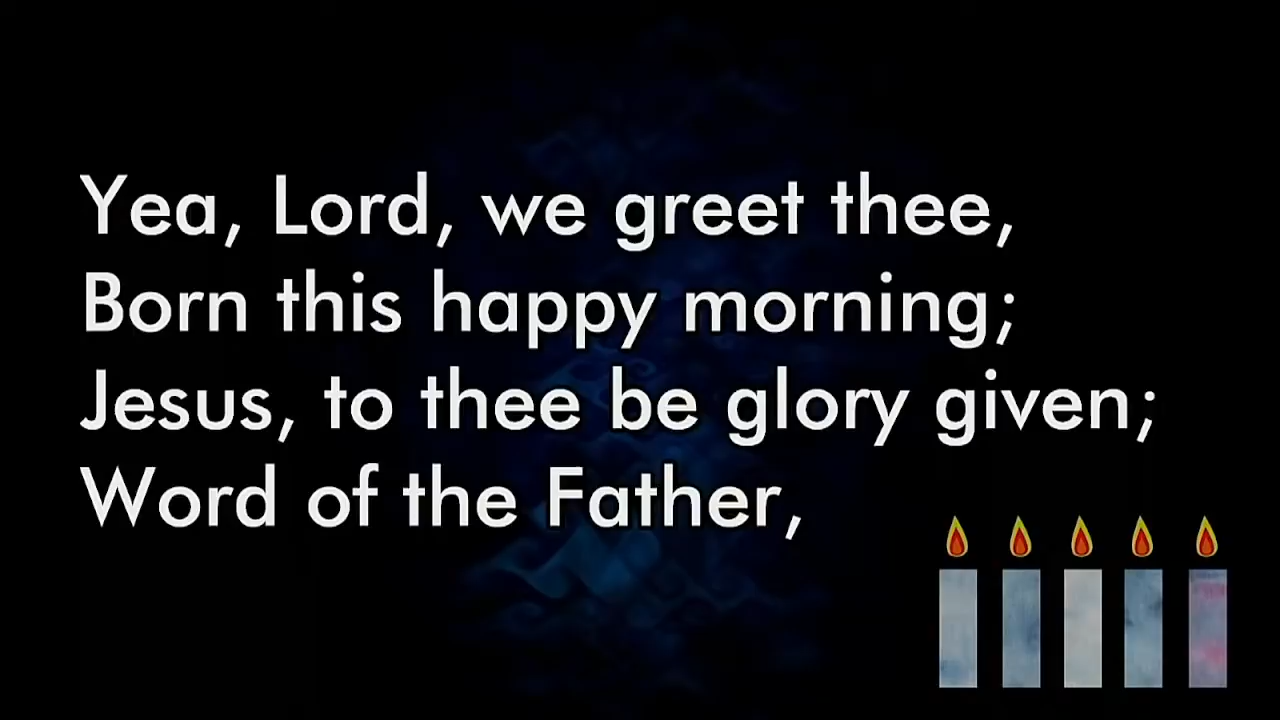 Yea, Lord, we greet thee,
Born this happy morning;
Jesus, to thee be glory given;
Word of the Father,